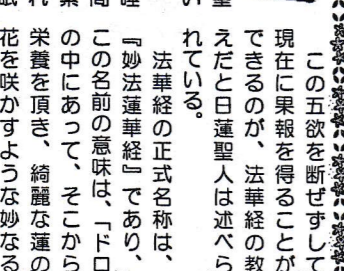 この五欲を断ぜずして
現在に果報を得ることが
できるのが、法華経の教
えだと日蓮聖人は述べら
れている。
法華経の正式名称は、
『妙法蓮華経』であり、
この名前の意味は、「ドロ
の中にあって、そこから
栄養を頂き、綺麗な蓮の
花を咲かすような妙なる